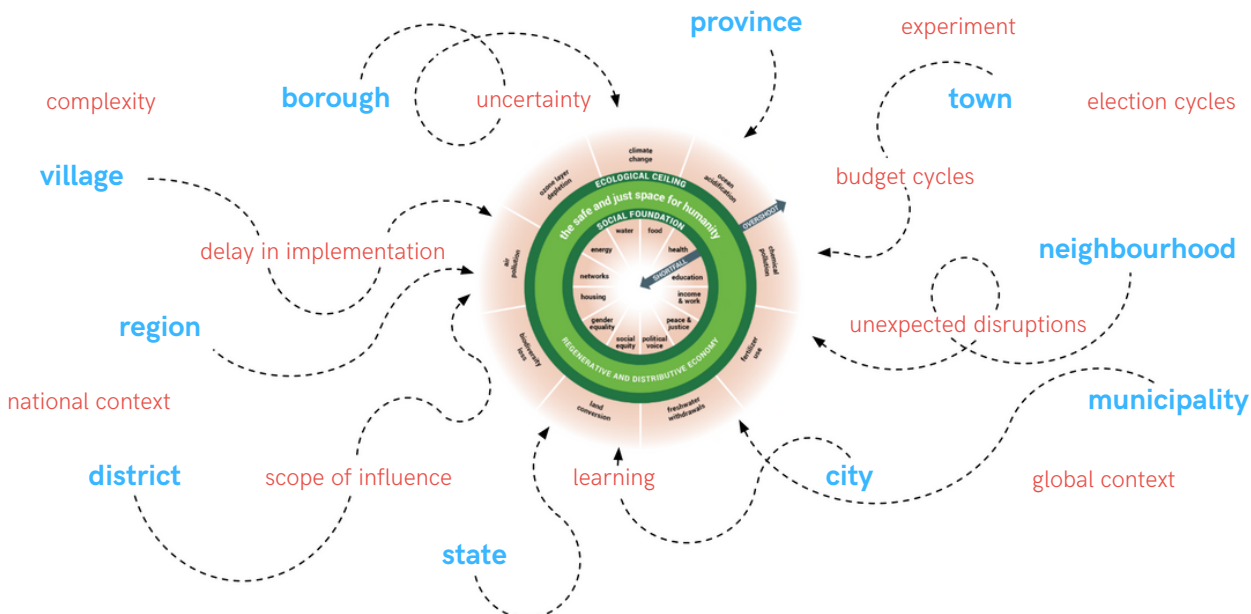 province
experiment
complexity
borough
uncertainty
town
election cycles
village
budget cycles
delay in implementation
neighbourhood
region
unexpected disruptions
national context
municipality
district
scope of influence
learning
city
global context
state
climate
change
ocean
acidification
chemical
pollution
fertilizer
use
freshwater
withdrawals
land
conversion
biodiversity
loss
air
pollution
ozone layer
depletion
ECOLOGICAL CEILING
the safe and just space for humanity
SOCIAL FOUNDATION
OVERSHOOT
SHORTFALL
water
food
health
education
income
& work
peace &
justice
political
voice
social
equity
gender
equality
housing
networks
energy
REGENERATIVE AND DISTRIBUTIVE ECONOMY